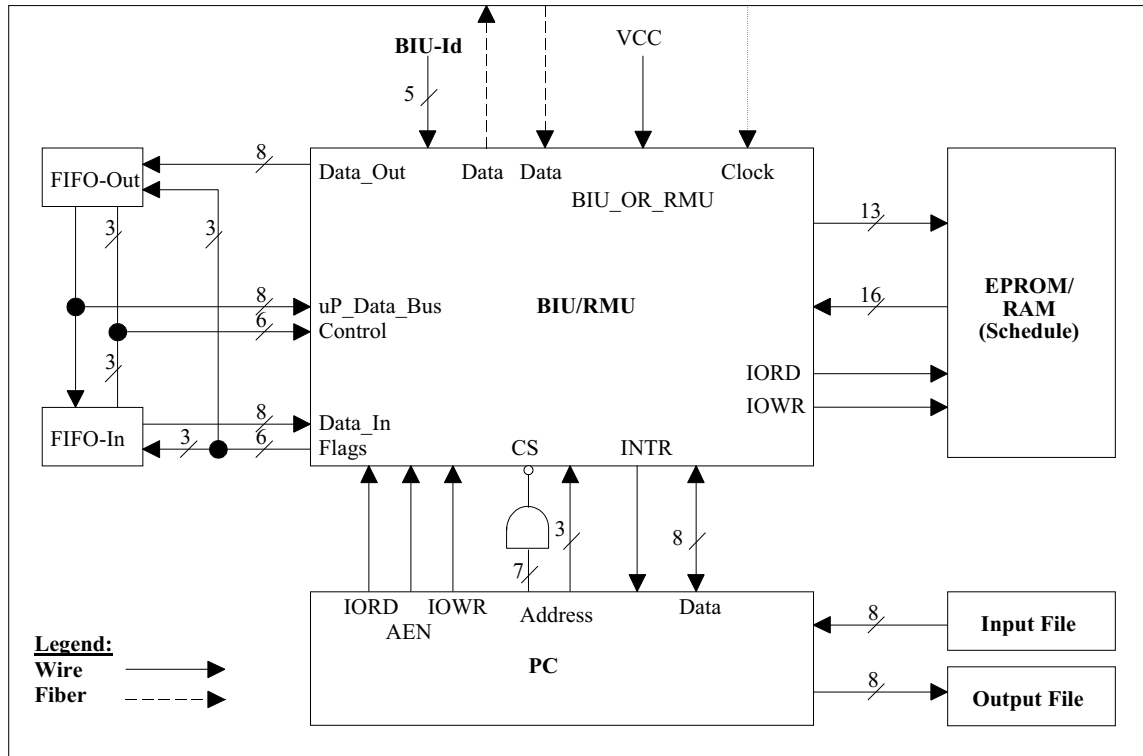 BIU-Id
VCC
5
8
FIFO-Out
Data_Out
Data
Data
Clock
BIU_OR_RMU
13
3
3
8
uP_Data_Bus
BIU/RMU
16
EPROM/
RAM
(Schedule)
6
Control
3
IORD
IOWR
8
Data_In
FIFO-In
3
6
Flags
CS
INTR
3
8
7
IORD
AEN
IOWR
Address
Data
8
Input File
Legend:
Wire
Fiber
PC
8
Output File